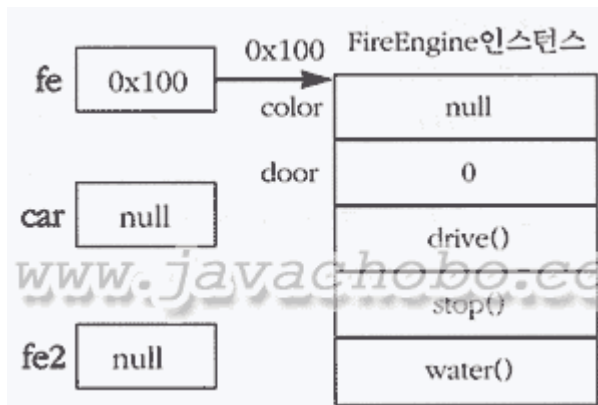 0x100 FireEngine인스턴스
fe 0x100
color null
door 0
car null
drive()
www.javachobo.co
stop()
fe2 null
water()